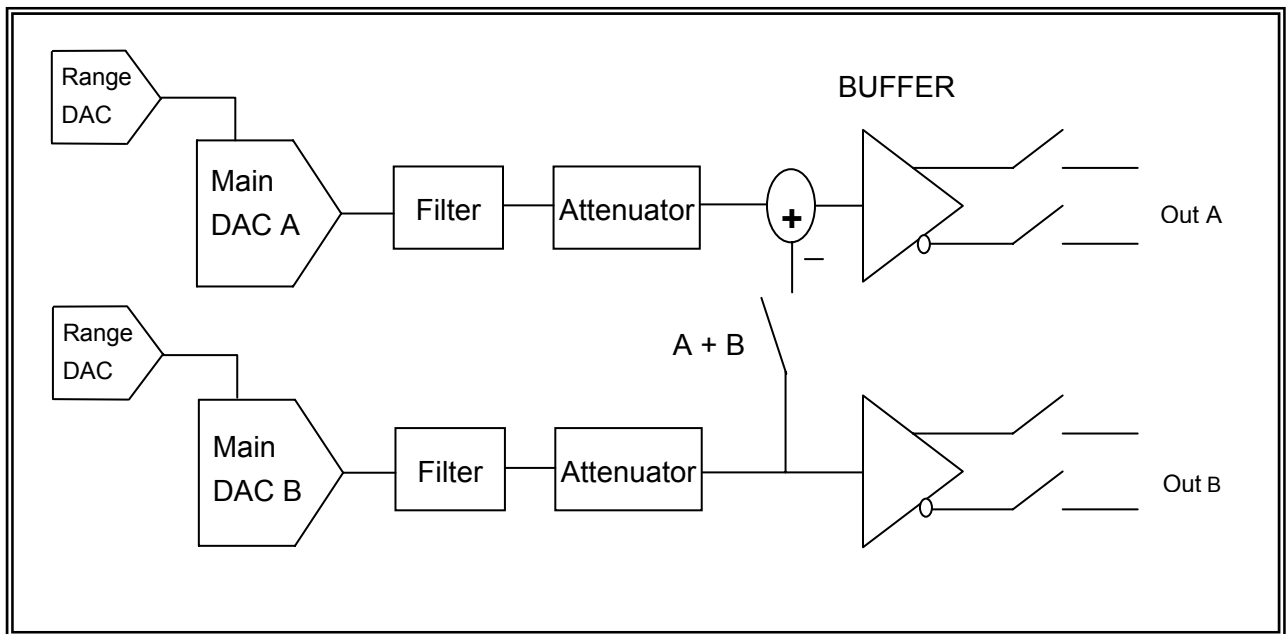 Range
DAC
BUFFER
Main
DAC A
Filter
Attenuator
+
Out A
–
Range
DAC
A + B
Main
DAC B
Filter
Attenuator
Out B